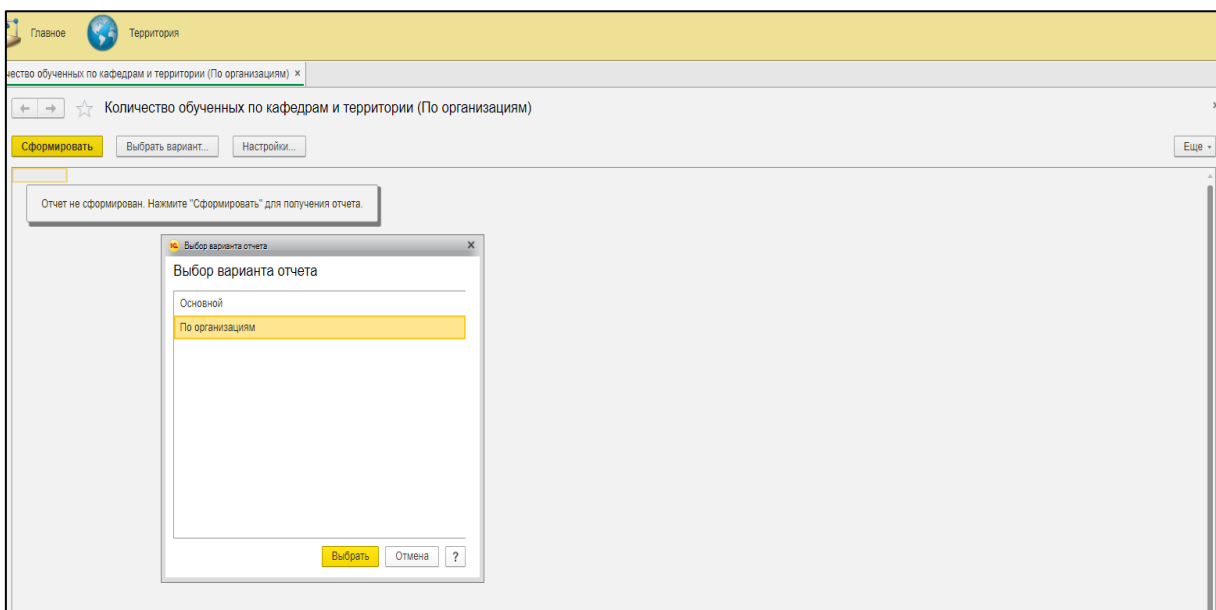 Главное Территория
чество обученных по кафедрам и территории (По организациям) ×
Количество обученных по кафедрам и территории (По организациям)
Сформировать Выбрать вариант... Настройки... Еще
Отчет не сформирован. Нажмите "Сформировать" для получения отчета.
1С Выбор варианта отчета ×
Выбор варианта отчета
Основной
По организациям
Выбрать Отмена ?